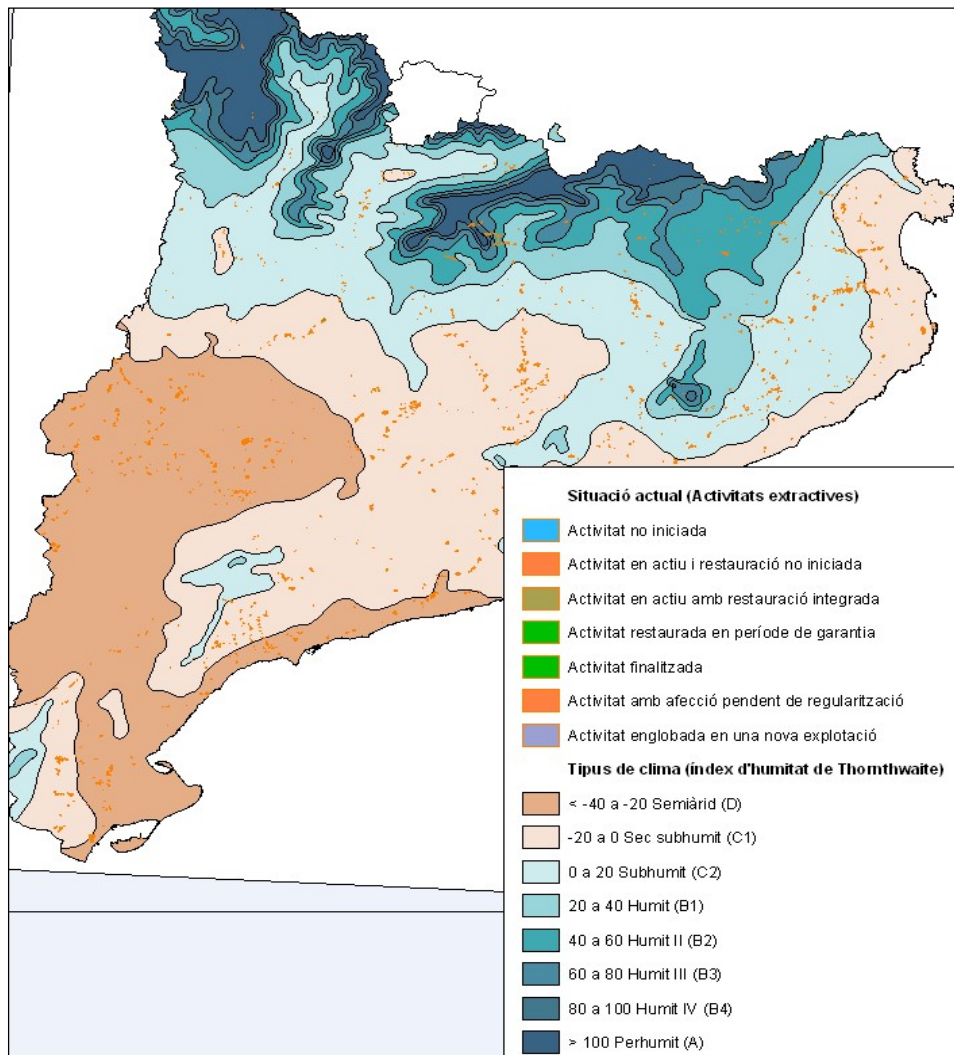 Situació actual (Activitats extractives)
Activitat no iniciada
Activitat en actiu i restauració no iniciada
Activitat en actiu amb restauració integrada
Activitat restaurada en període de garantia
Activitat finalitzada
Activitat amb afecció pendent de regularització
Activitat englobada en una nova explotació
Tipus de clima (índex d'humitat de Thornthwaite)
< -40 a -20 Semiàrid (D)
-20 a 0 Sec subhumit (C1)
0 a 20 Subhumit (C2)
20 a 40 Humit (B1)
40 a 60 Humit II (B2)
60 a 80 Humit III (B3)
80 a 100 Humit IV (B4)
> 100 Perhumit (A)